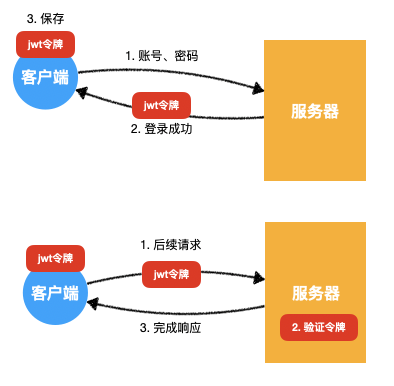 3. 保存
jwt令牌
客户端
1. 账号、密码
jwt令牌
2. 登录成功
服务器
jwt令牌
客户端
1. 后续请求
jwt令牌
3. 完成响应
服务器
2. 验证令牌